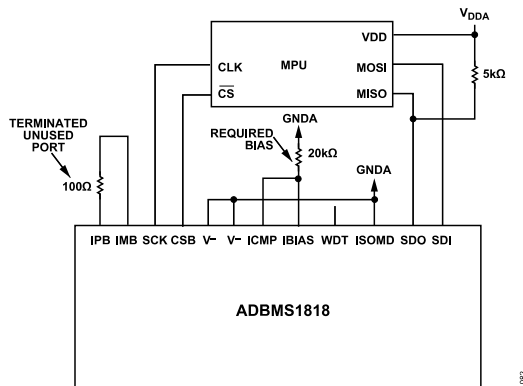 VDDA
VDD
CLK
MPU
MOSI
5kΩ
CS
MISO
TERMINATED
UNUSED
PORT
GNDA
REQUIRED
BIAS
20kΩ
GNDA
100Ω
IPB IMB SCK CSB V– V– ICMP IBIAS WDT ISOMD SDO SDI
ADBMS1818
083